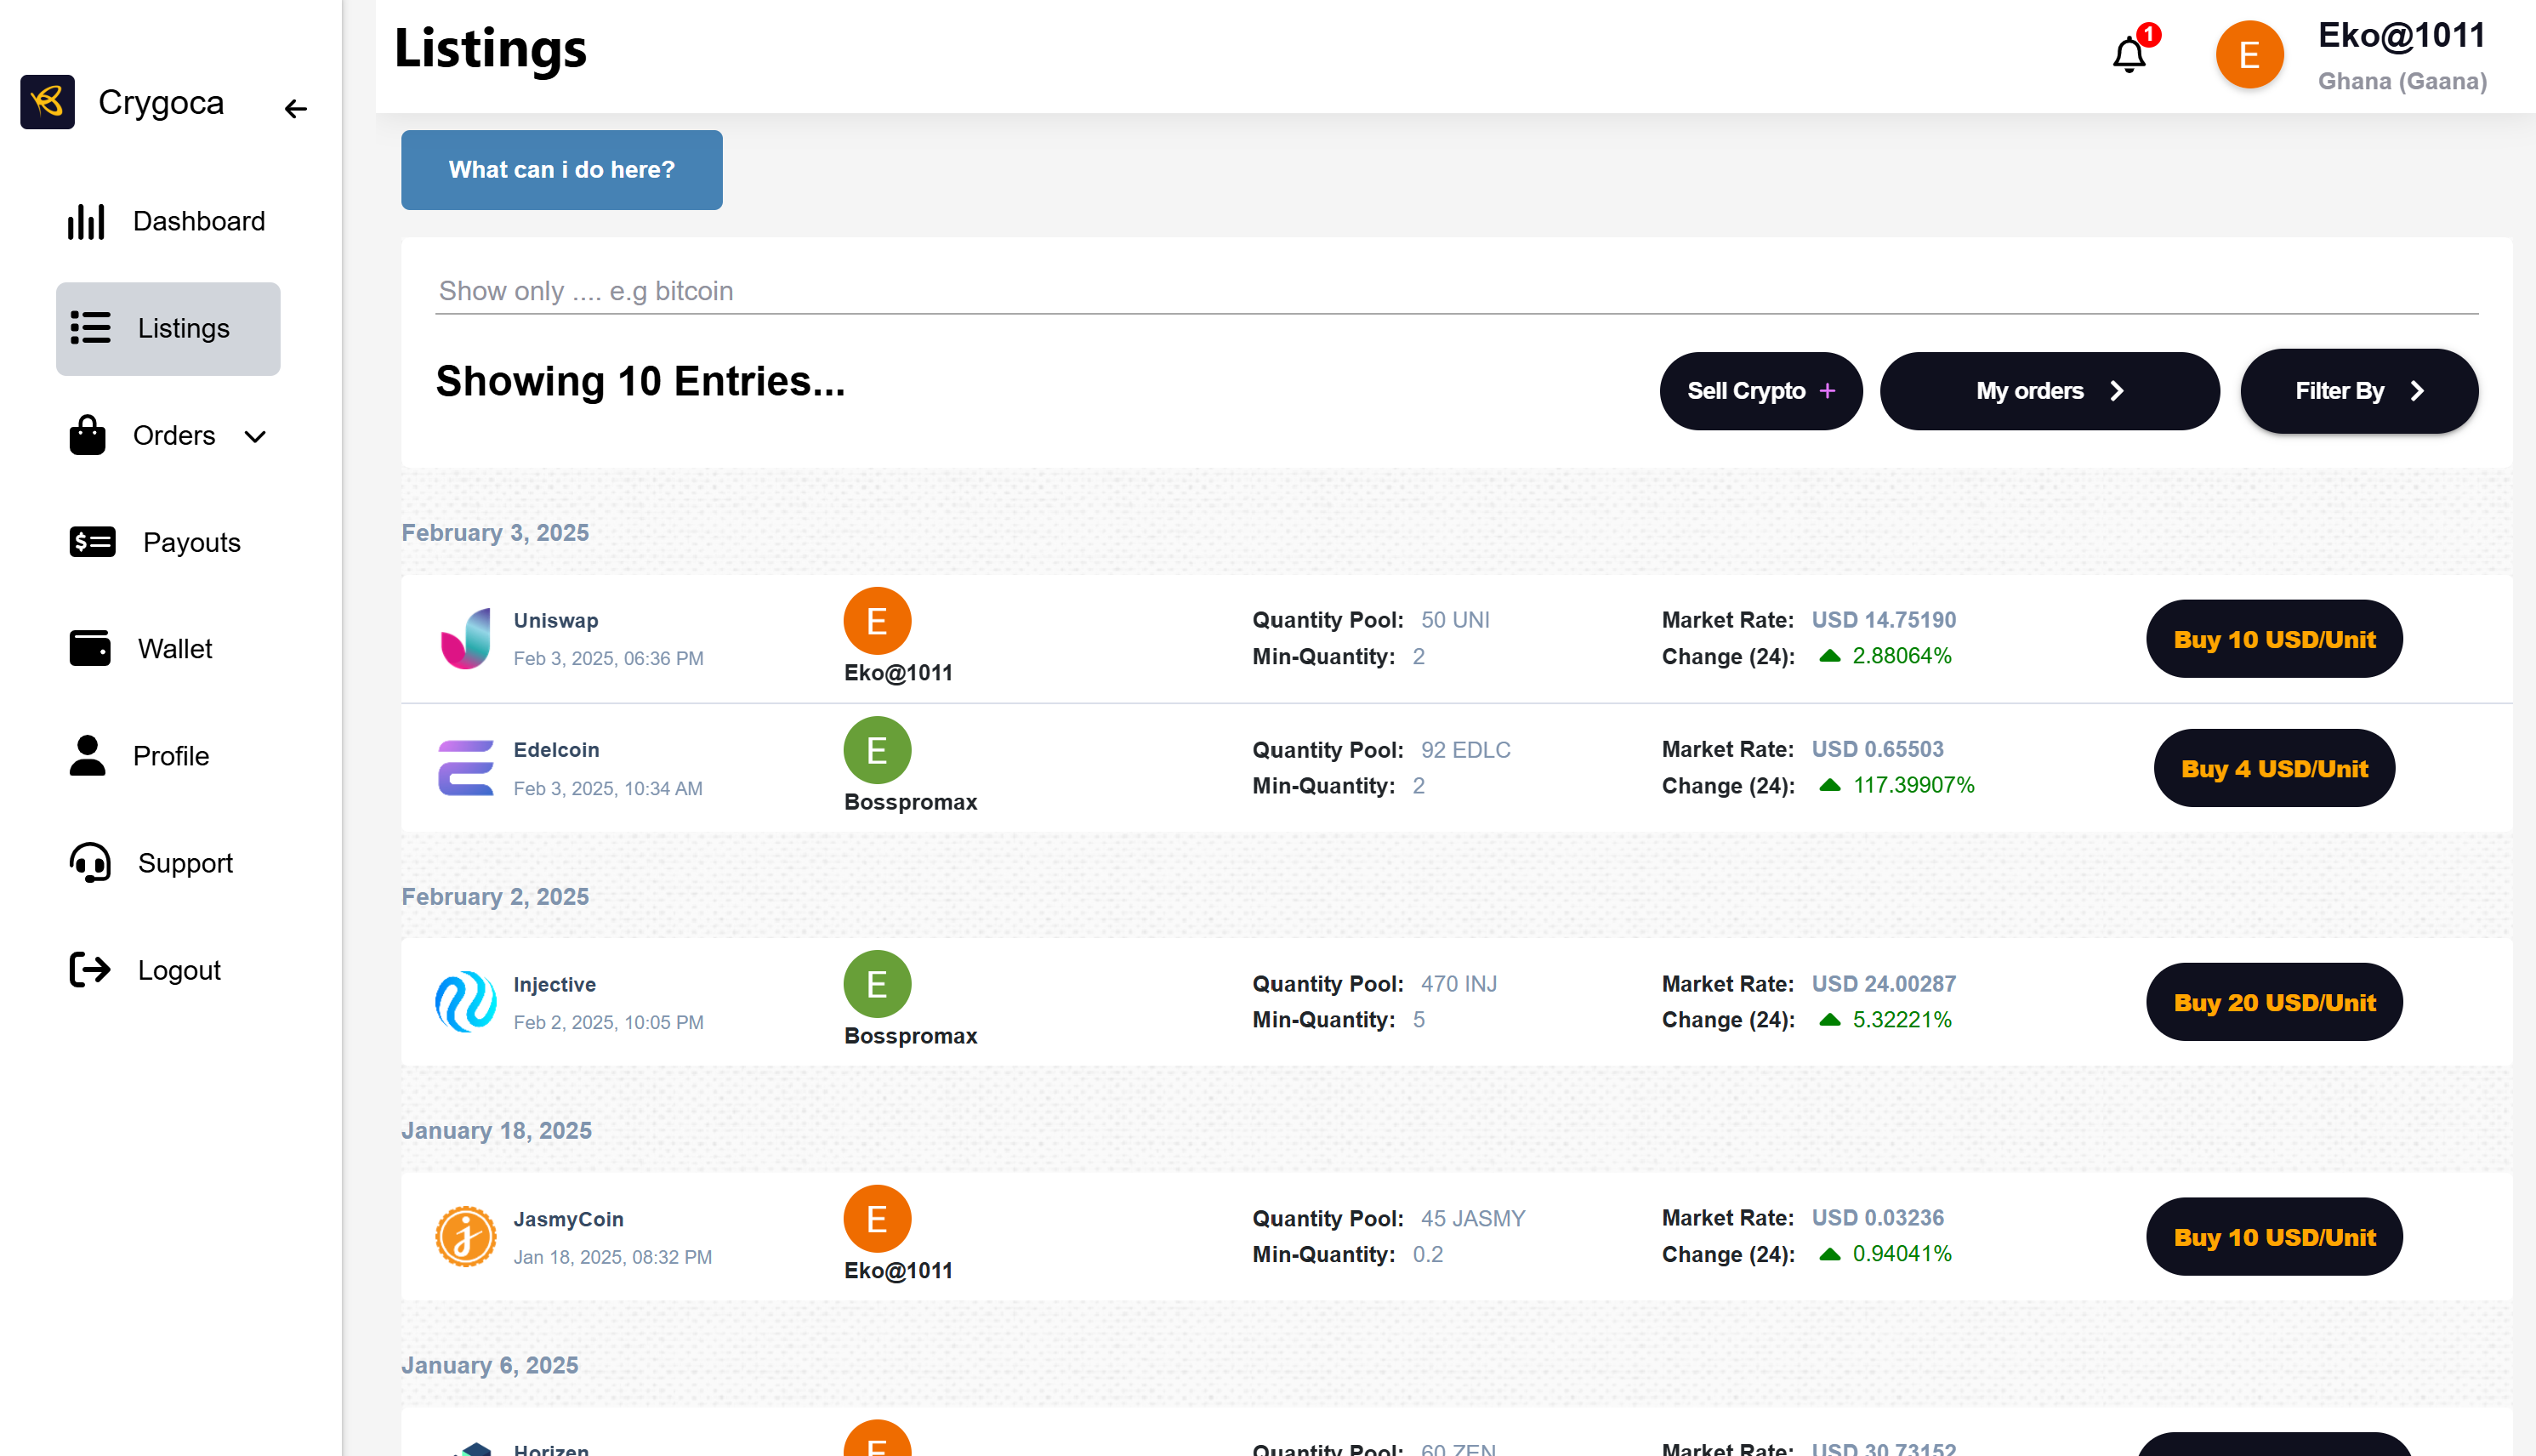 Crygoca
Dashboard
Listings
Orders
Payouts
Wallet
Profile
Support
Logout
Listings
1
E
Eko@1011
Ghana (Gaana)
What can i do here?
Show only .... e.g bitcoin
Showing 10 Entries...
Sell Crypto +
My orders
Filter By
February 3, 2025
Uniswap
Feb 3, 2025, 06:36 PM
E
Eko@1011
Quantity Pool: 50 UNI
Min-Quantity: 2
Market Rate: USD 14.75190
Change (24): 2.88064%
Buy 10 USD/Unit
Edelcoin
Feb 3, 2025, 10:34 AM
E
Bosspromax
Quantity Pool: 92 EDLC
Min-Quantity: 2
Market Rate: USD 0.65503
Change (24): 117.39907%
Buy 4 USD/Unit
February 2, 2025
Injective
Feb 2, 2025, 10:05 PM
E
Bosspromax
Quantity Pool: 470 INJ
Min-Quantity: 5
Market Rate: USD 24.00287
Change (24): 5.32221%
Buy 20 USD/Unit
January 18, 2025
JasmyCoin
Jan 18, 2025, 08:32 PM
E
Eko@1011
Quantity Pool: 45 JASMY
Min-Quantity: 0.2
Market Rate: USD 0.03236
Change (24): 0.94041%
Buy 10 USD/Unit
January 6, 2025
Horizen
E
Quantity Pool: 60 ZEN
Market Rate: USD 30.73152